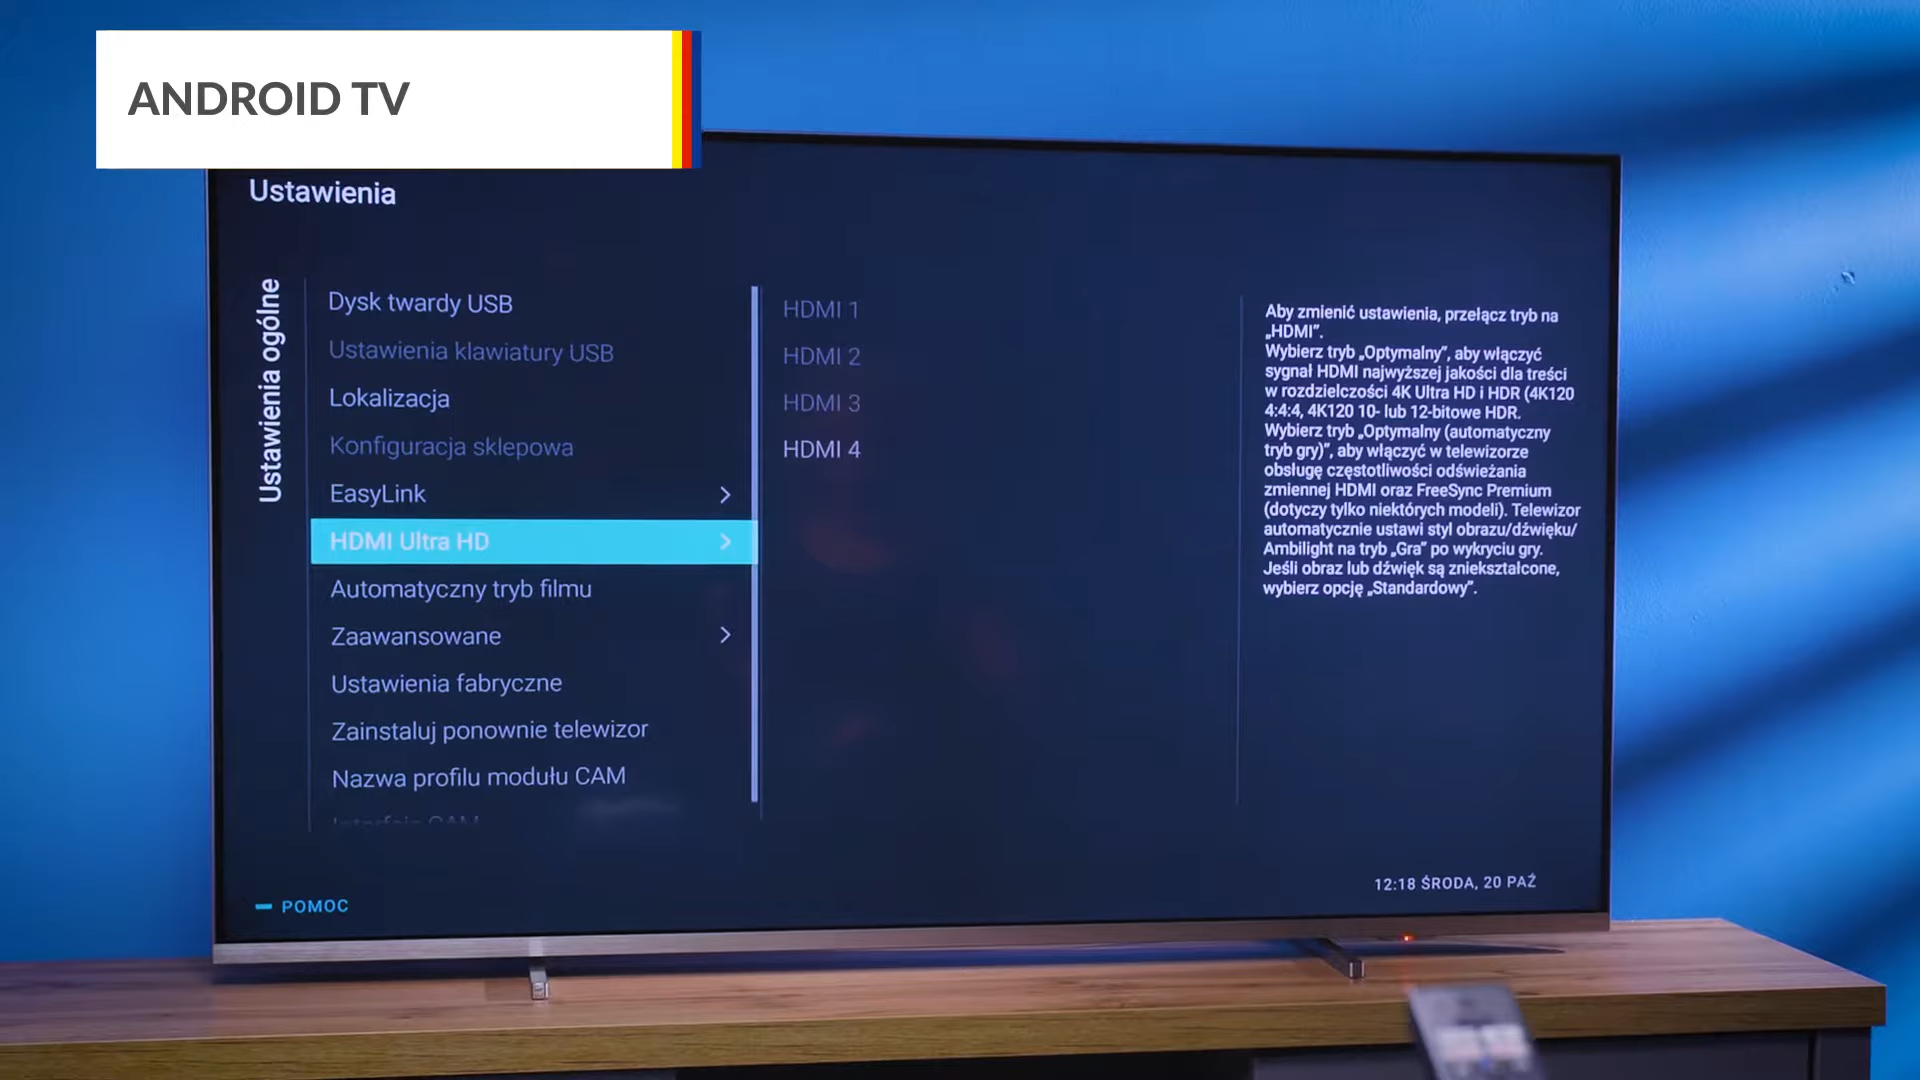 ANDROID TV
Ustawienia
Ustawienia ogólne
Dysk twardy USB
Ustawienia klawiatury USB
Lokalizacja
Konfiguracja sklepowa
EasyLink
HDMI Ultra HD
Automatyczny tryb filmu
Zaawansowane
Ustawienia fabryczne
Zainstaluj ponownie telewizor
Nazwa profilu modułu CAM
HDMI 1
HDMI 2
HDMI 3
HDMI 4
Aby zmienić ustawienia, przełącz tryb na
„HDMI”.
Wybierz tryb „Optymalny”, aby włączyć
sygnał HDMI najwyższej jakości dla treści
w rozdzielczości 4K Ultra HD i HDR (4K120
4:4:4, 4K120 10- lub 12-bitowe HDR.
Wybierz tryb „Optymalny (automatyczny
tryb gry)”, aby włączyć w telewizorze
obsługę częstotliwości odświeżania
zmiennej HDMI oraz FreeSync Premium
(dotyczy tylko niektórych modeli). Telewizor
automatycznie ustawi styl obrazu/dźwięku/
Ambilight na tryb „Gra” po wykryciu gry.
Jeśli obraz lub dźwięk są zniekształcone,
wybierz opcję „Standardowy”.
12:18 ŚRODA, 20 PAŹ
POMOC